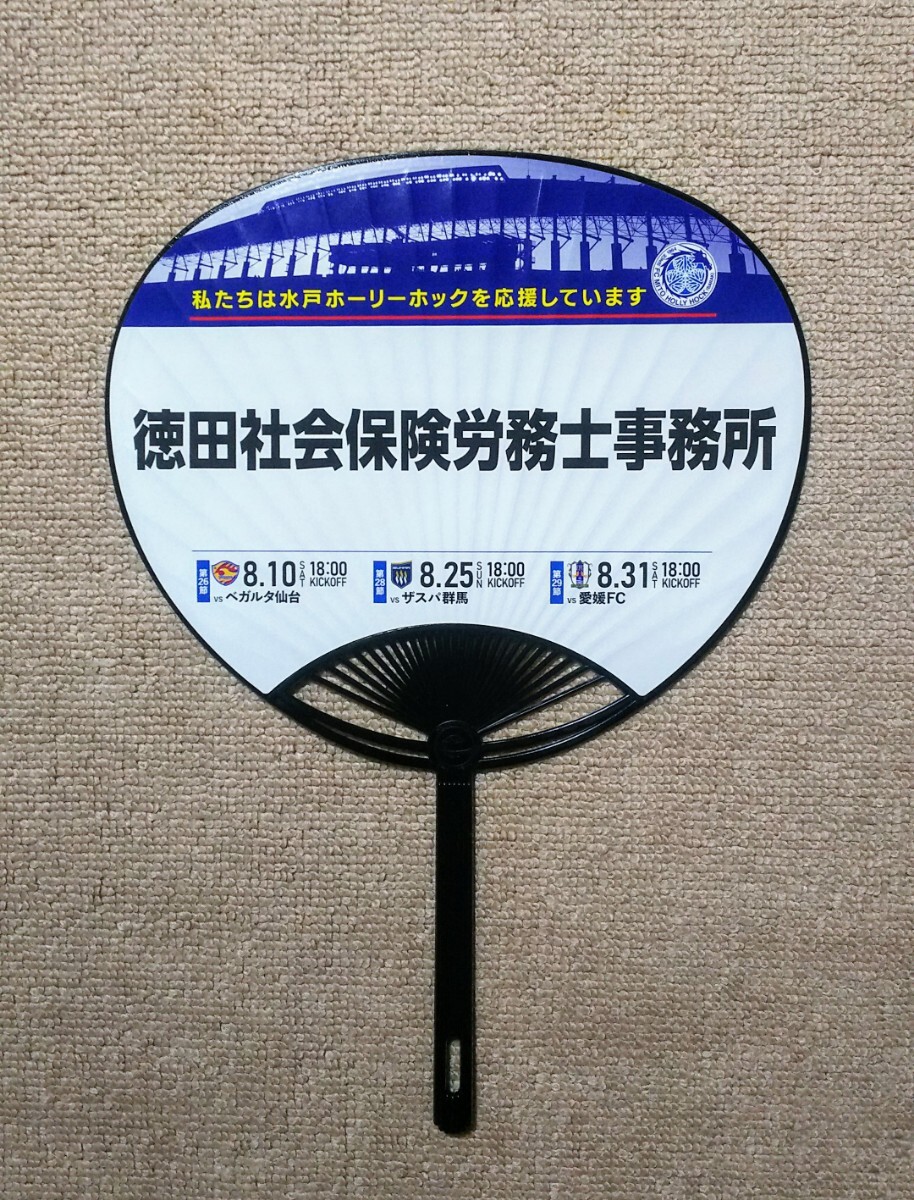 私たちは水戸ホーリーホックを応援しています
FC MITO HOLLY HOCK
徳田社会保険労務士事務所
第26節 8.10 SAT 18:00 KICKOFF
vs ベガルタ仙台
第28節 8.25 SUN 18:00 KICKOFF
vs ザスパ群馬
第29節 8.31 SAT 18:00 KICKOFF
vs 愛媛FC